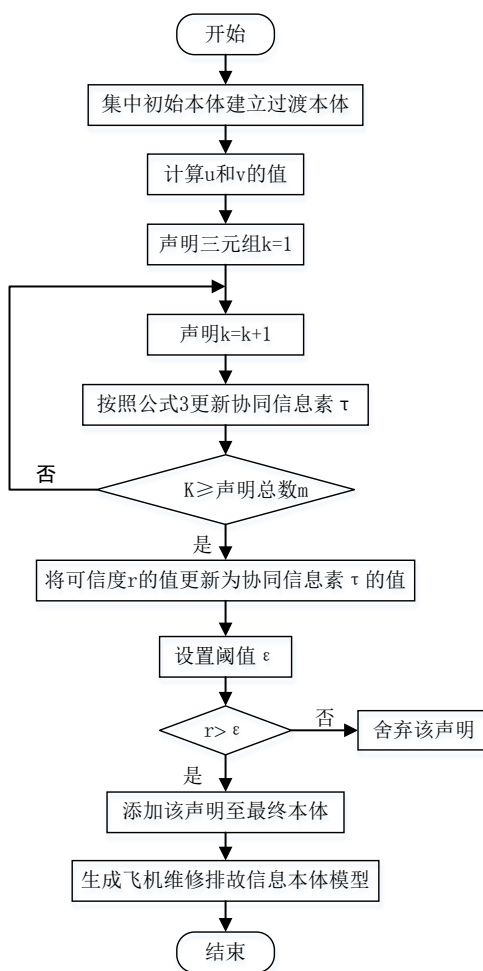 开始
集中初始本体建立过渡本体
计算u和v的值
声明三元组k=1
声明k=k+1
按照公式3更新协同信息素τ
否
K≥声明总数m
是
将可信度r的值更新为协同信息素τ的值
设置阈值ε
r>ε
否
舍弃该声明
是
添加该声明至最终本体
生成飞机维修排故信息本体模型
结束